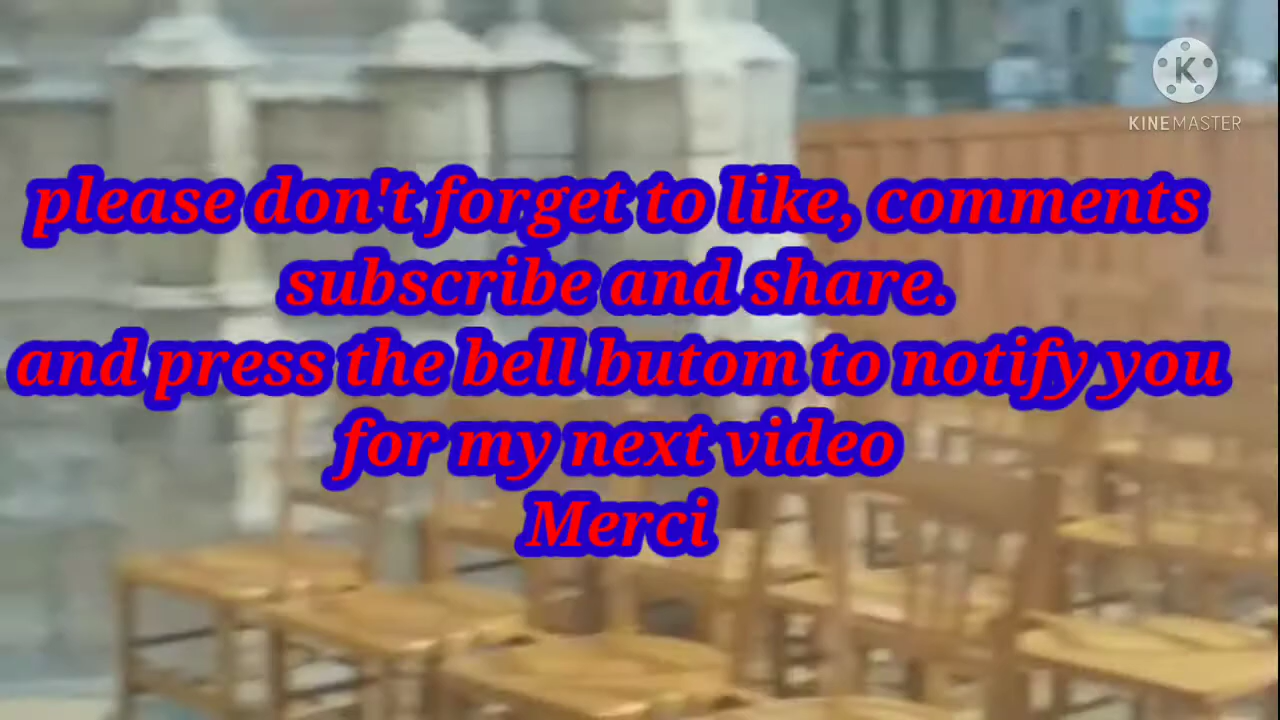 K
KINEMASTER
please don't forget to like, comments
subscribe and share.
and press the bell butom to notify you
for my next video
Merci